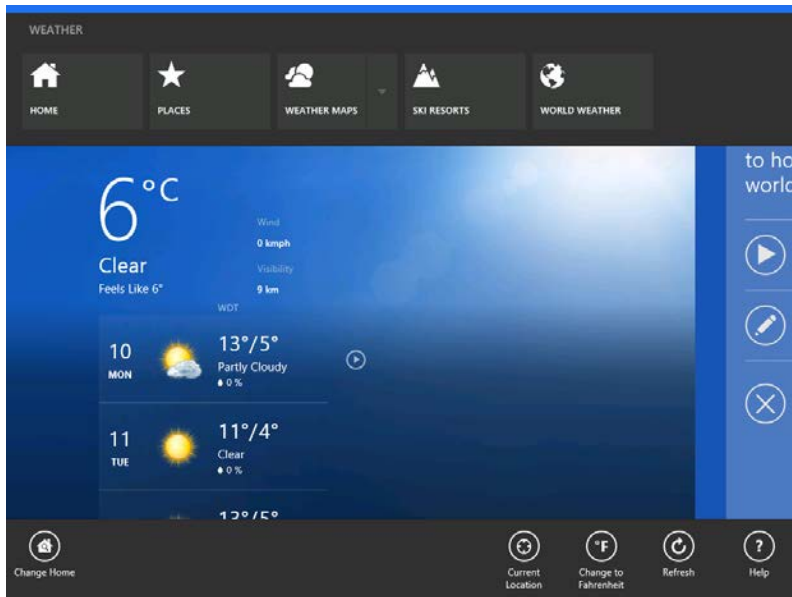 WEATHER
HOME
PLACES
WEATHER MAPS
SKI RESORTS
WORLD WEATHER
6°C
Clear
Feels Like 6°
Wind
0 kmph
Visibility
9 km
WDT
10
MON
13°/5°
Partly Cloudy
0 %
11
TUE
11°/4°
Clear
0 %
to ho
world
Change Home
Current
Location
°F
Change to
Fahrenheit
Refresh
?
Help